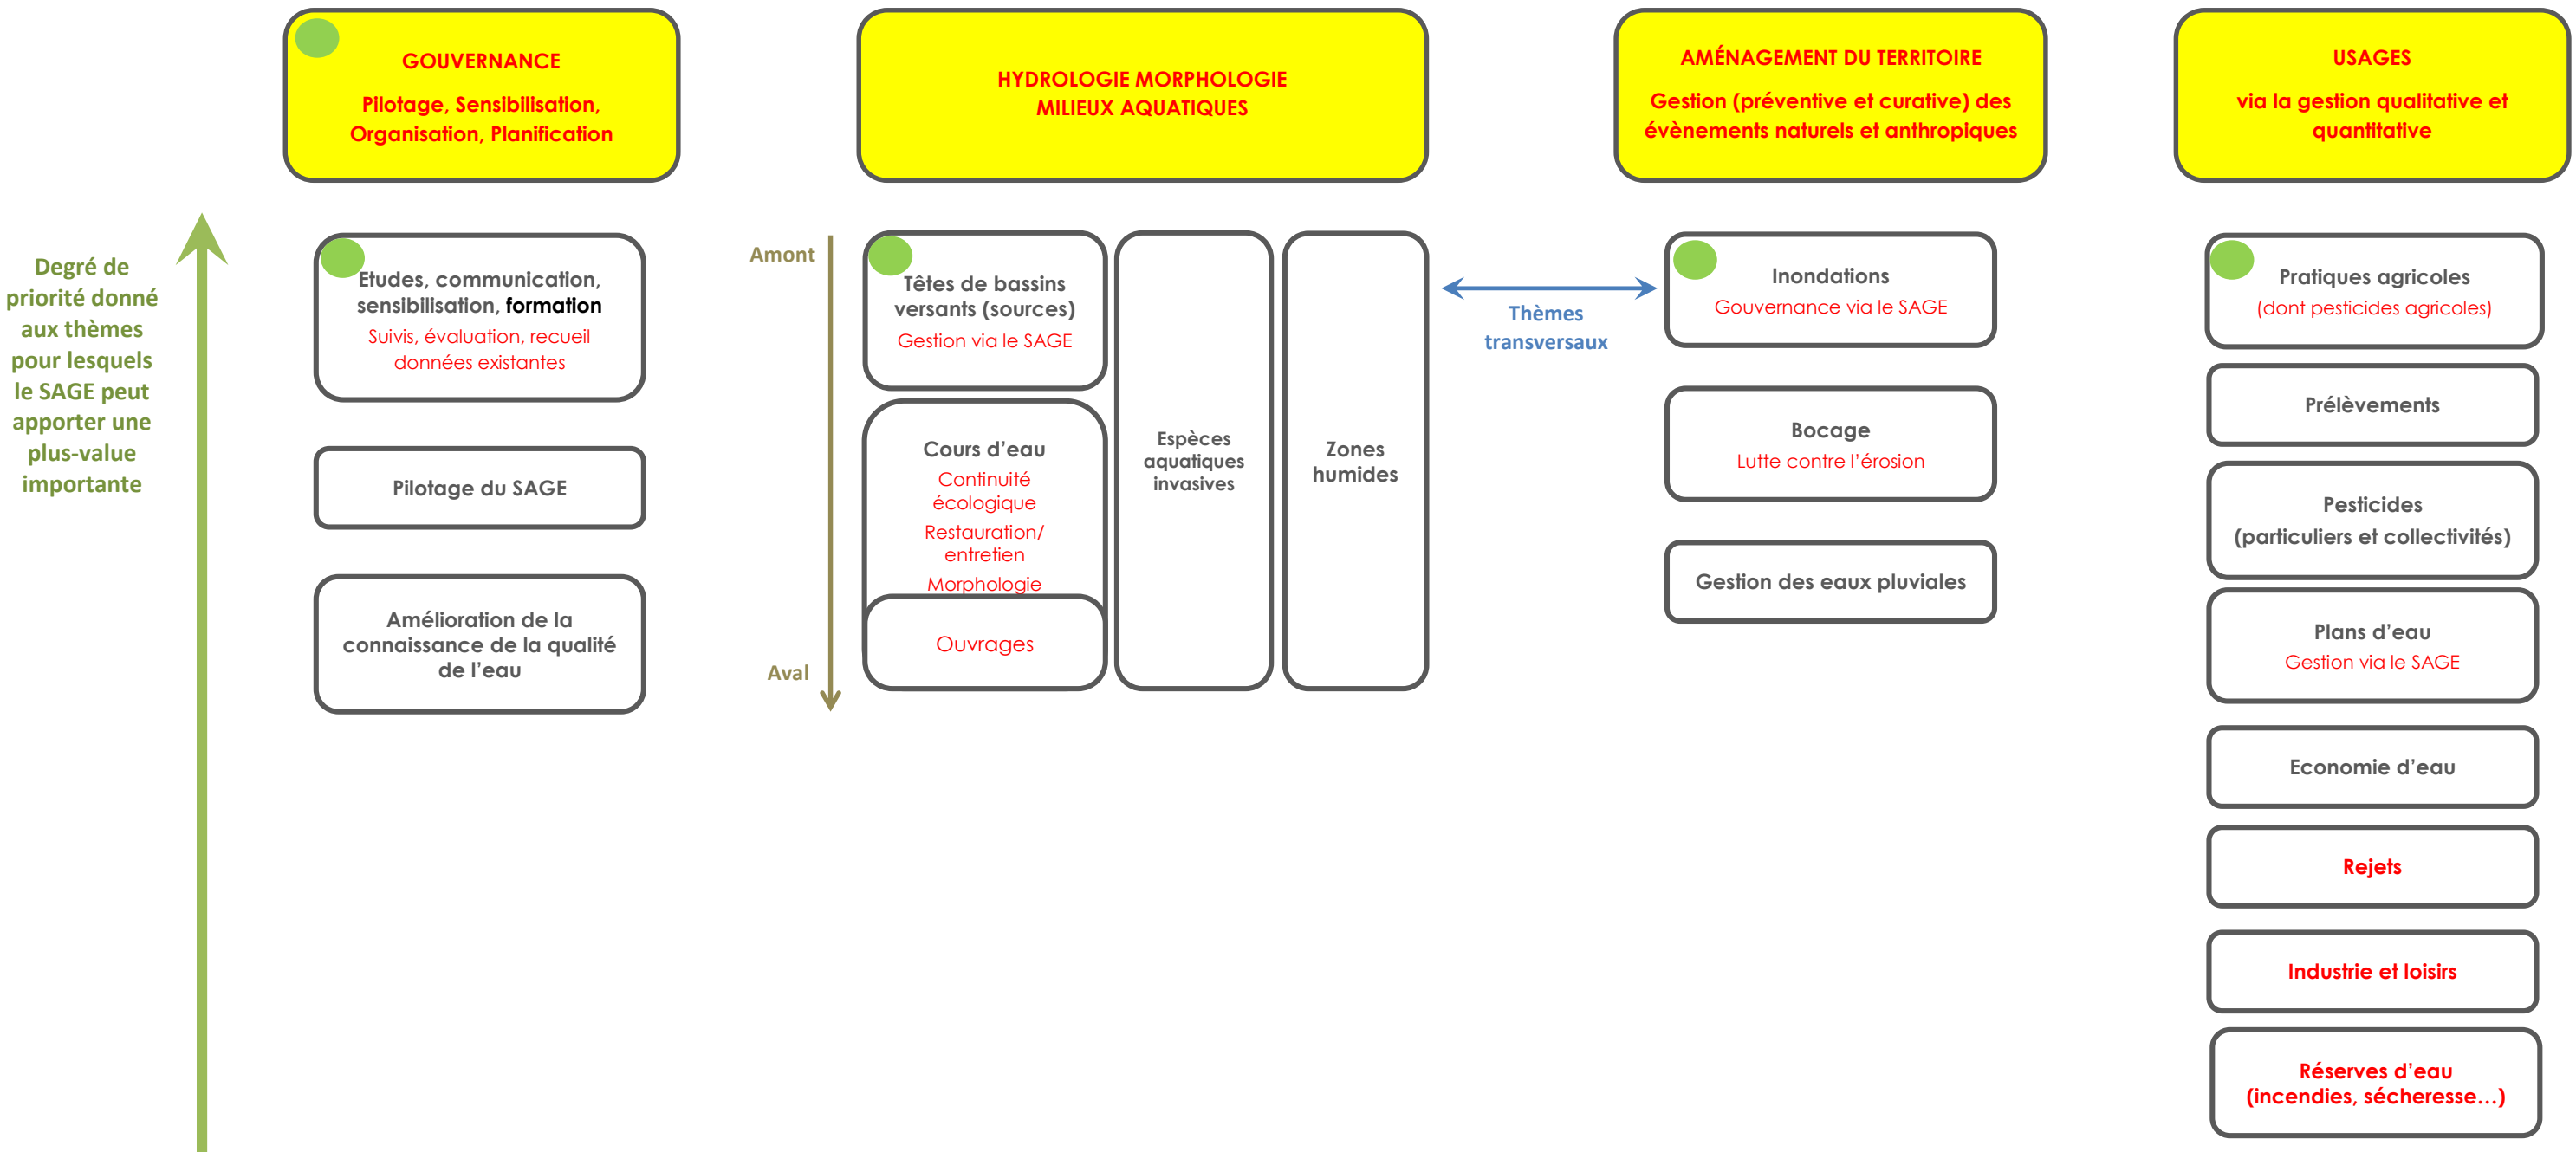 GOUVERNANCE
Pilotage, Sensibilisation,
Organisation, Planification
HYDROLOGIE MORPHOLOGIE
MILIEUX AQUATIQUES
AMÉNAGEMENT DU TERRITOIRE
Gestion (préventive et curative) des
évènements naturels et anthropiques
USAGES
via la gestion qualitative et
quantitative
Degré de
priorité donné
aux thèmes
pour lesquels
le SAGE peut
apporter une
plus-value
importante
Etudes, communication,
sensibilisation, formation
Suivis, évaluation, recueil
données existantes
Pilotage du SAGE
Amélioration de la
connaissance de la qualité
de l’eau
Amont
Aval
Têtes de bassins
versants (sources)
Gestion via le SAGE
Cours d’eau
Continuité
écologique
Restauration/
entretien
Morphologie
Ouvrages
Espèces
aquatiques
invasives
Zones
humides
Thèmes
transversaux
Inondations
Gouvernance via le SAGE
Bocage
Lutte contre l’érosion
Gestion des eaux pluviales
Pratiques agricoles
(dont pesticides agricoles)
Prélèvements
Pesticides
(particuliers et collectivités)
Plans d’eau
Gestion via le SAGE
Economie d’eau
Rejets
Industrie et loisirs
Réserves d’eau
(incendies, sécheresse…)